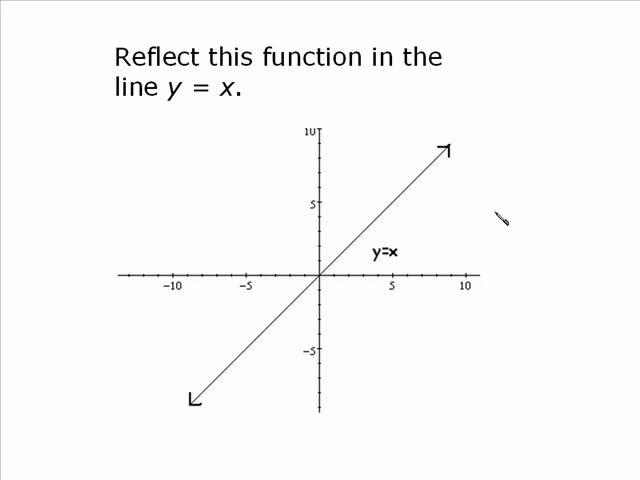 Reflect this function in the
line y = x.
10
5
y=x
-10
-5
5
10
-5